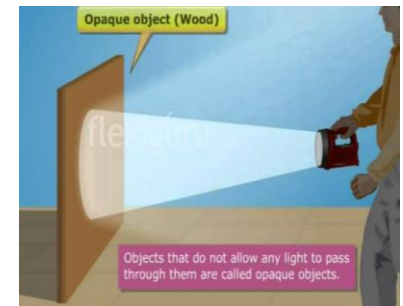 Opaque object (Wood)
Objects that do not allow any light to pass
through them are called opaque objects.